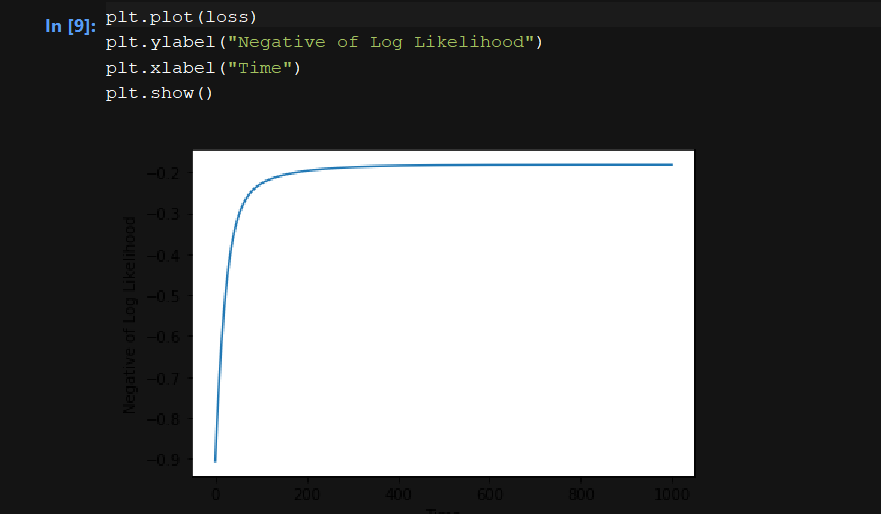 In [9]:
plt.plot(loss)
plt.ylabel("Negative of Log Likelihood")
plt.xlabel("Time")
plt.show()
Negative of Log Likelihood
−0.2
−0.3
−0.4
−0.5
−0.6
−0.7
−0.8
−0.9
0 200 400 600 800 1000
Time